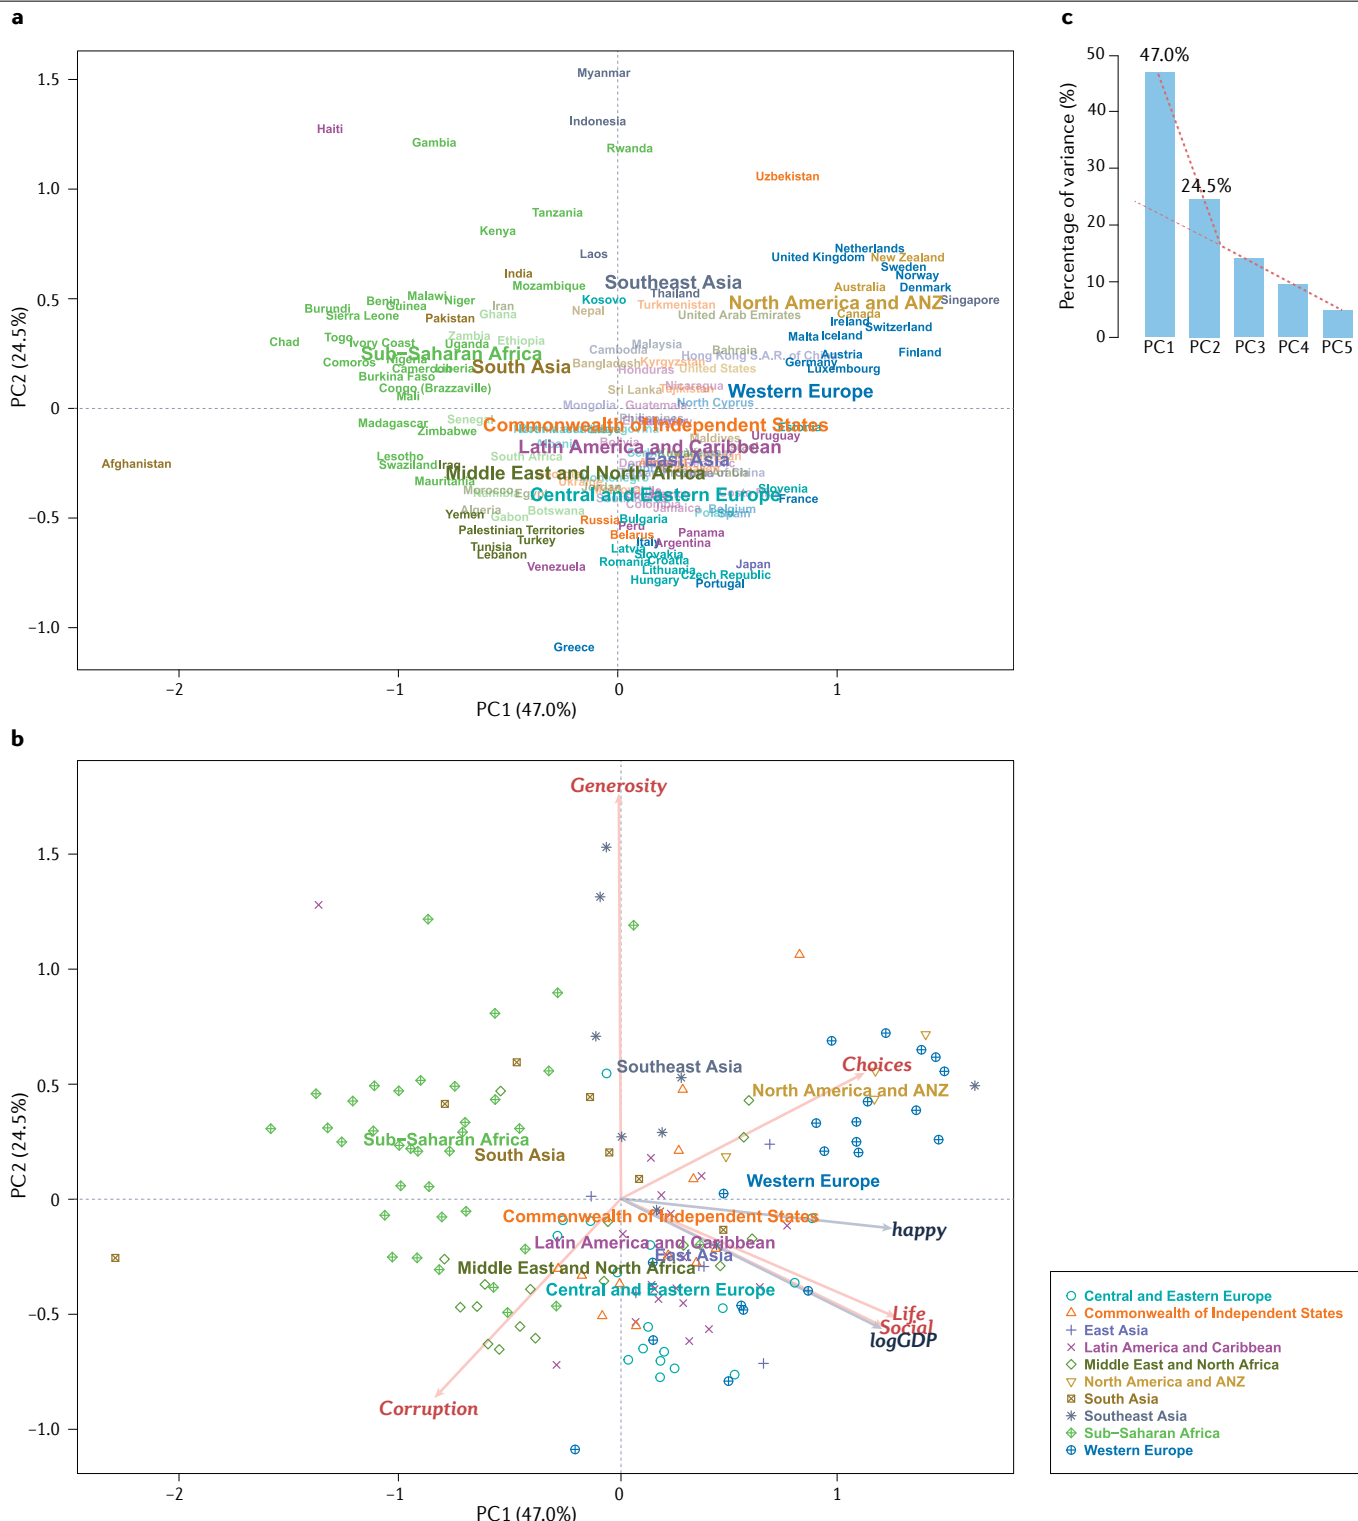 a
c
1.5
1.0
0.5
0
−0.5
−1.0
PC2 (24.5%)
Myanmar
Indonesia
Haiti
Gambia
Rwanda
Uzbekistan
Tanzania
Kenya
Laos
Netherlands
United Kingdom
New Zealand
Sweden
Norway
India
Mozambique
Southeast Asia
Australia
Denmark
Thailand
Kosovo
Turkmenistan
North America and ANZ
Singapore
Malawi
Benin
Niger
Guinea
Burundi
Iran
Sierra Leone
Ghana
Pakistan
Nepal
United Arab Emirates
Canada
Ireland
Switzerland
Togo
Chad
Ivory Coast
Zambia
Uganda
Ethiopia
Malaysia
Malta
Iceland
Sub−Saharan Africa
Cambodia
Bahrain
Hong Kong S.A.R. of China
Austria
Finland
Comoros
Nigeria
Cameroon
Liberia
South Asia
Bangladesh
Kyrgyzstan
Honduras
United States
Germany
Luxembourg
Burkina Faso
Congo (Brazzaville)
Mali
Sri Lanka
Nicaragua
Tajikistan
Western Europe
Mongolia
Guatemala
North Cyprus
Philippines
Madagascar
Senegal
Zimbabwe
Commonwealth of Independent States
Estonia
Maldives
Uruguay
Bolivia
Latin America and Caribbean
East Asia
Lesotho
Swaziland
Iraq
South Africa
Afghanistan
Middle East and North Africa
Mauritania
Morocco
Namibia
Egypt
Jordan
Central and Eastern Europe
Slovenia
France
Algeria
Yemen
Gabon
Botswana
Colombia
Jamaica
Belgium
Spain
Russia
Bulgaria
Peru
Palestinian Territories
Belarus
Panama
Turkey
Italy
Argentina
Tunisia
Lebanon
Latvia
Slovakia
Romania
Croatia
Venezuela
Lithuania
Japan
Hungary
Czech Republic
Portugal
Greece
−2
−1
0
1
PC1 (47.0%)
Percentage of variance (%)
50
40
30
20
10
0
47.0%
24.5%
PC1
PC2
PC3
PC4
PC5
b
1.5
1.0
0.5
0
−0.5
−1.0
PC2 (24.5%)
Generosity
Southeast Asia
Choices
North America and ANZ
Sub−Saharan Africa
South Asia
Western Europe
Commonwealth of Independent States
happy
Latin America and Caribbean
East Asia
Middle East and North Africa
Central and Eastern Europe
Life
Social
logGDP
Corruption
−2
−1
0
1
PC1 (47.0%)
Central and Eastern Europe
Commonwealth of Independent States
East Asia
Latin America and Caribbean
Middle East and North Africa
North America and ANZ
South Asia
Southeast Asia
Sub−Saharan Africa
Western Europe